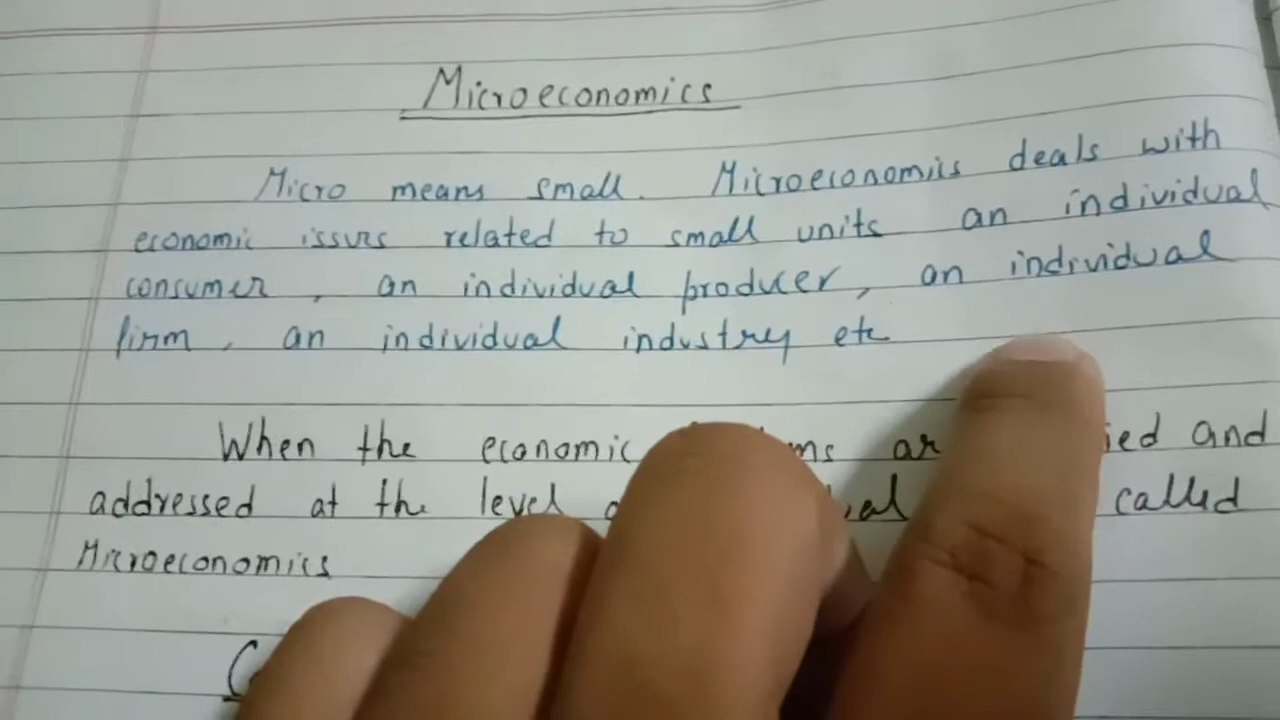 Microeconomics
Micro means small. Microeconomics deals with
economic issues related to small units an individual
consumer, an individual producer, an individual
firm, an individual industry etc
When the economic and
addressed at the level called
Microeconomics